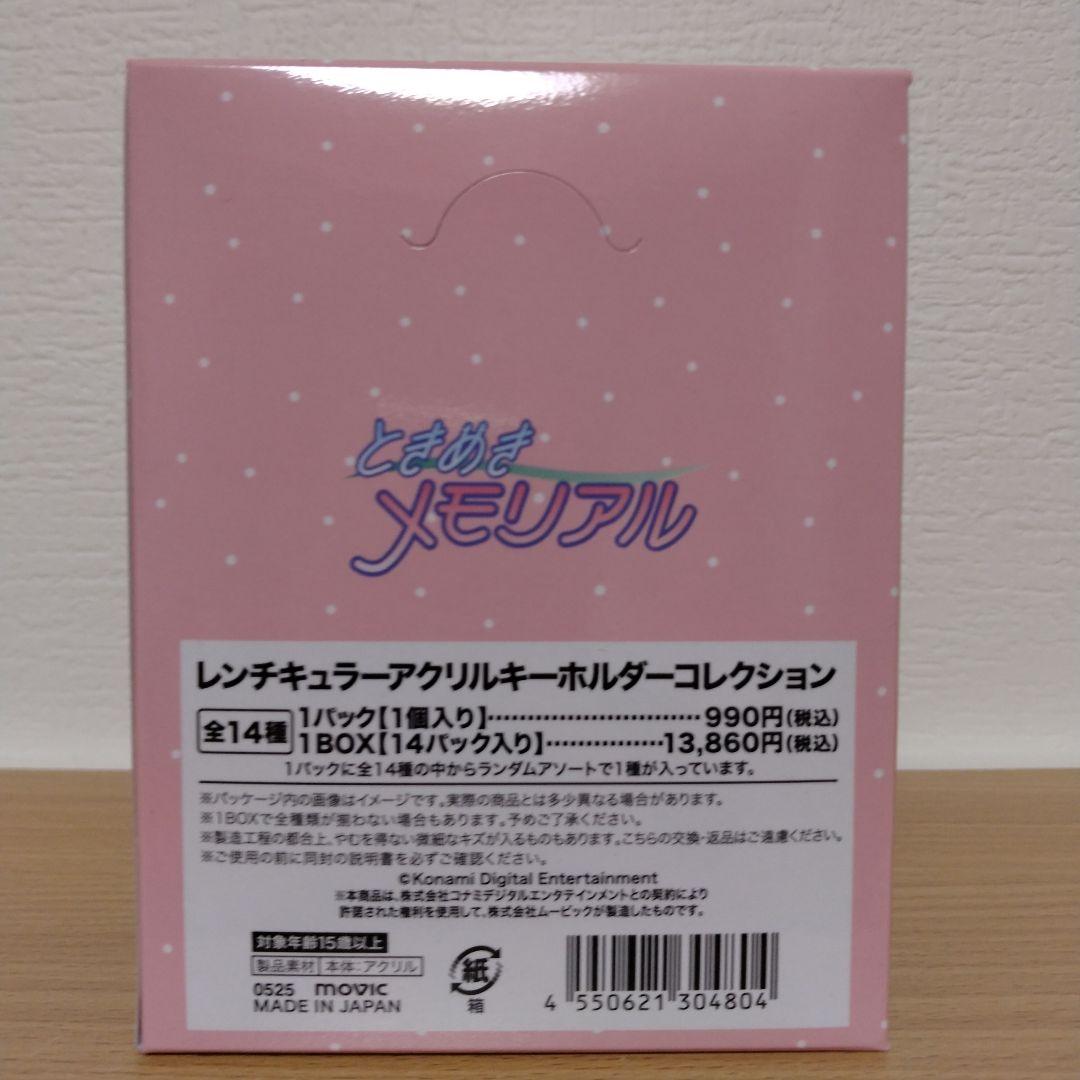 ときめき
メモリアル
レンチキュラーアクリルキーホルダーコレクション
全14種
1パック【1個入り】…………………………990円(税込)
1BOX【14パック入り】………………13,860円(税込)
1パックに全14種の中からランダムアソートで1種が入っています。
※パッケージ内の画像はイメージです。実際の商品とは多少異なる場合があります。
※1BOXで全種類が揃わない場合もあります。予めご了承ください。
※製造工程の都合上、やむを得ない微細なキズが入るものもあります。こちらの交換・返品はご遠慮ください。
※ご使用の前に同封の説明書を必ずご確認ください。
©Konami Digital Entertainment
※本商品は、株式会社コナミデジタルエンタテインメントとの契約により
許諾された権利を使用して、株式会社ムービックが製造したものです。
対象年齢15歳以上
製品素材 本体:アクリル
0525 movic
MADE IN JAPAN
紙
箱
4 550621 304804